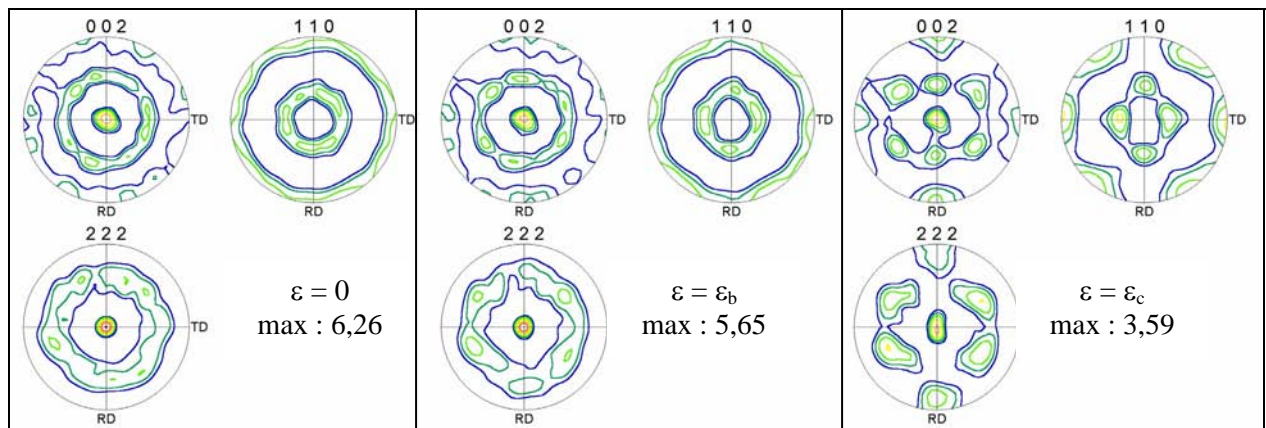 0 0 2
1 1 0
TD
TD
RD
RD
2 2 2
TD
RD
ε = 0
max : 6,26
0 0 2
1 1 0
TD
TD
RD
RD
2 2 2
RD
ε = εb
max : 5,65
0 0 2
1 1 0
TD
TD
RD
RD
2 2 2
RD
ε = εc
max : 3,59